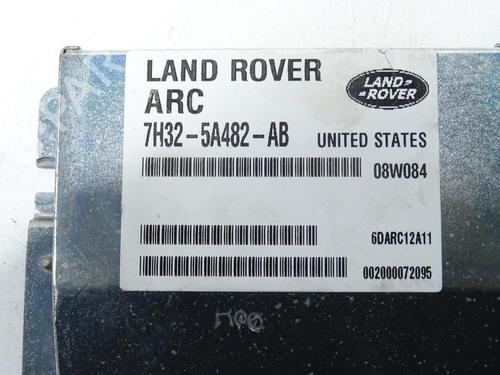 LAND ROVER
LAND
ROVER
ARC
7H32-5A482-AB
UNITED STATES
08W084
6DARC12A11
002000072095